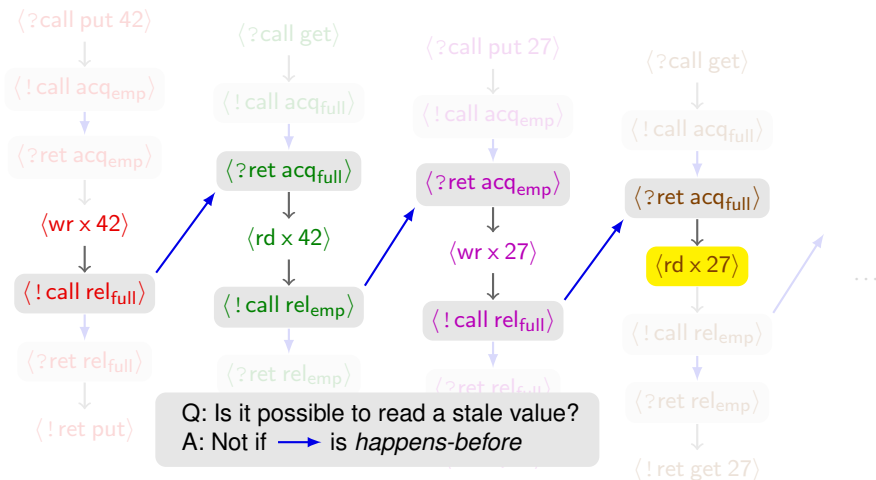 ⟨?call put 42⟩
⟨!call acq_emp⟩
⟨?ret acq_emp⟩
⟨wr x 42⟩
⟨!call rel_full⟩
⟨?ret rel_full⟩
⟨!ret put⟩
⟨?call get⟩
⟨!call acq_full⟩
⟨?ret acq_full⟩
⟨rd x 42⟩
⟨!call rel_emp⟩
⟨?ret rel_emp⟩
⟨?call put 27⟩
⟨!call acq_emp⟩
⟨?ret acq_emp⟩
⟨wr x 27⟩
⟨!call rel_full⟩
⟨?ret rel_full⟩
⟨?call get⟩
⟨!call acq_full⟩
⟨?ret acq_full⟩
⟨rd x 27⟩
⟨!call rel_emp⟩
⟨?ret rel_emp⟩
⟨!ret get 27⟩
...
Q: Is it possible to read a stale value?
A: Not if → is happens-before